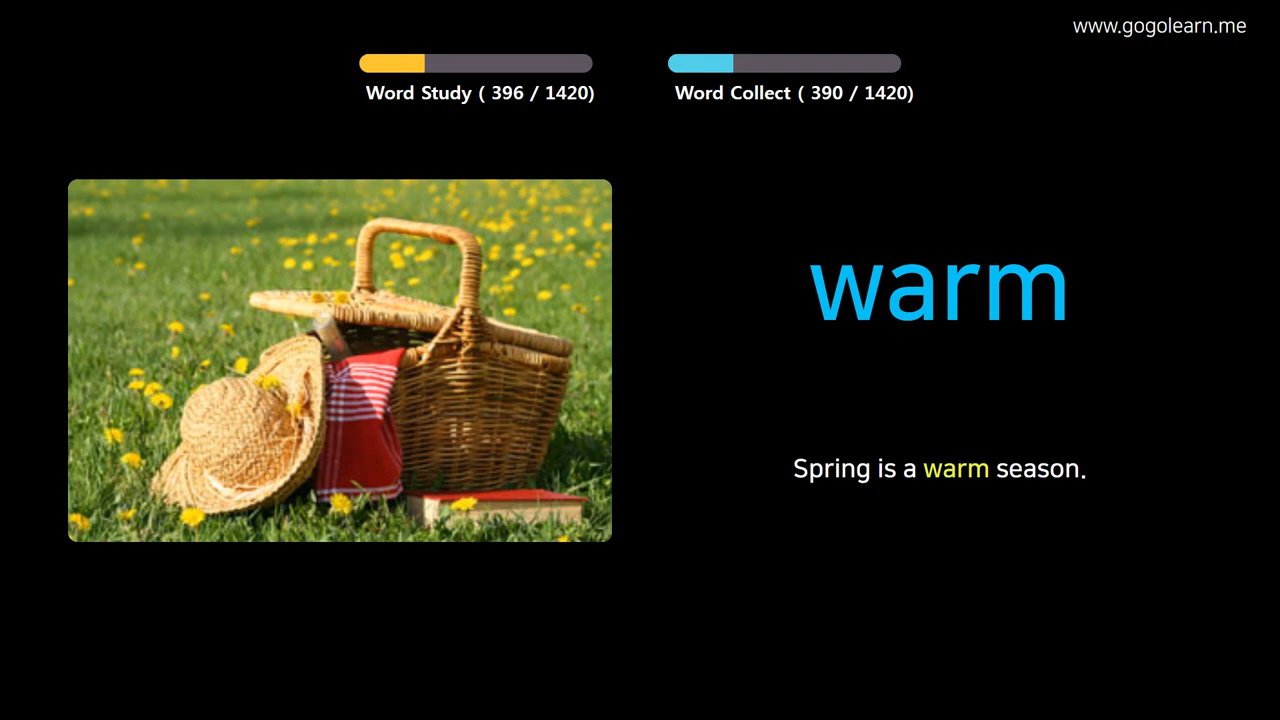 www.gogolearn.me
Word Study ( 396 / 1420)
Word Collect ( 390 / 1420)
warm
Spring is a warm season.